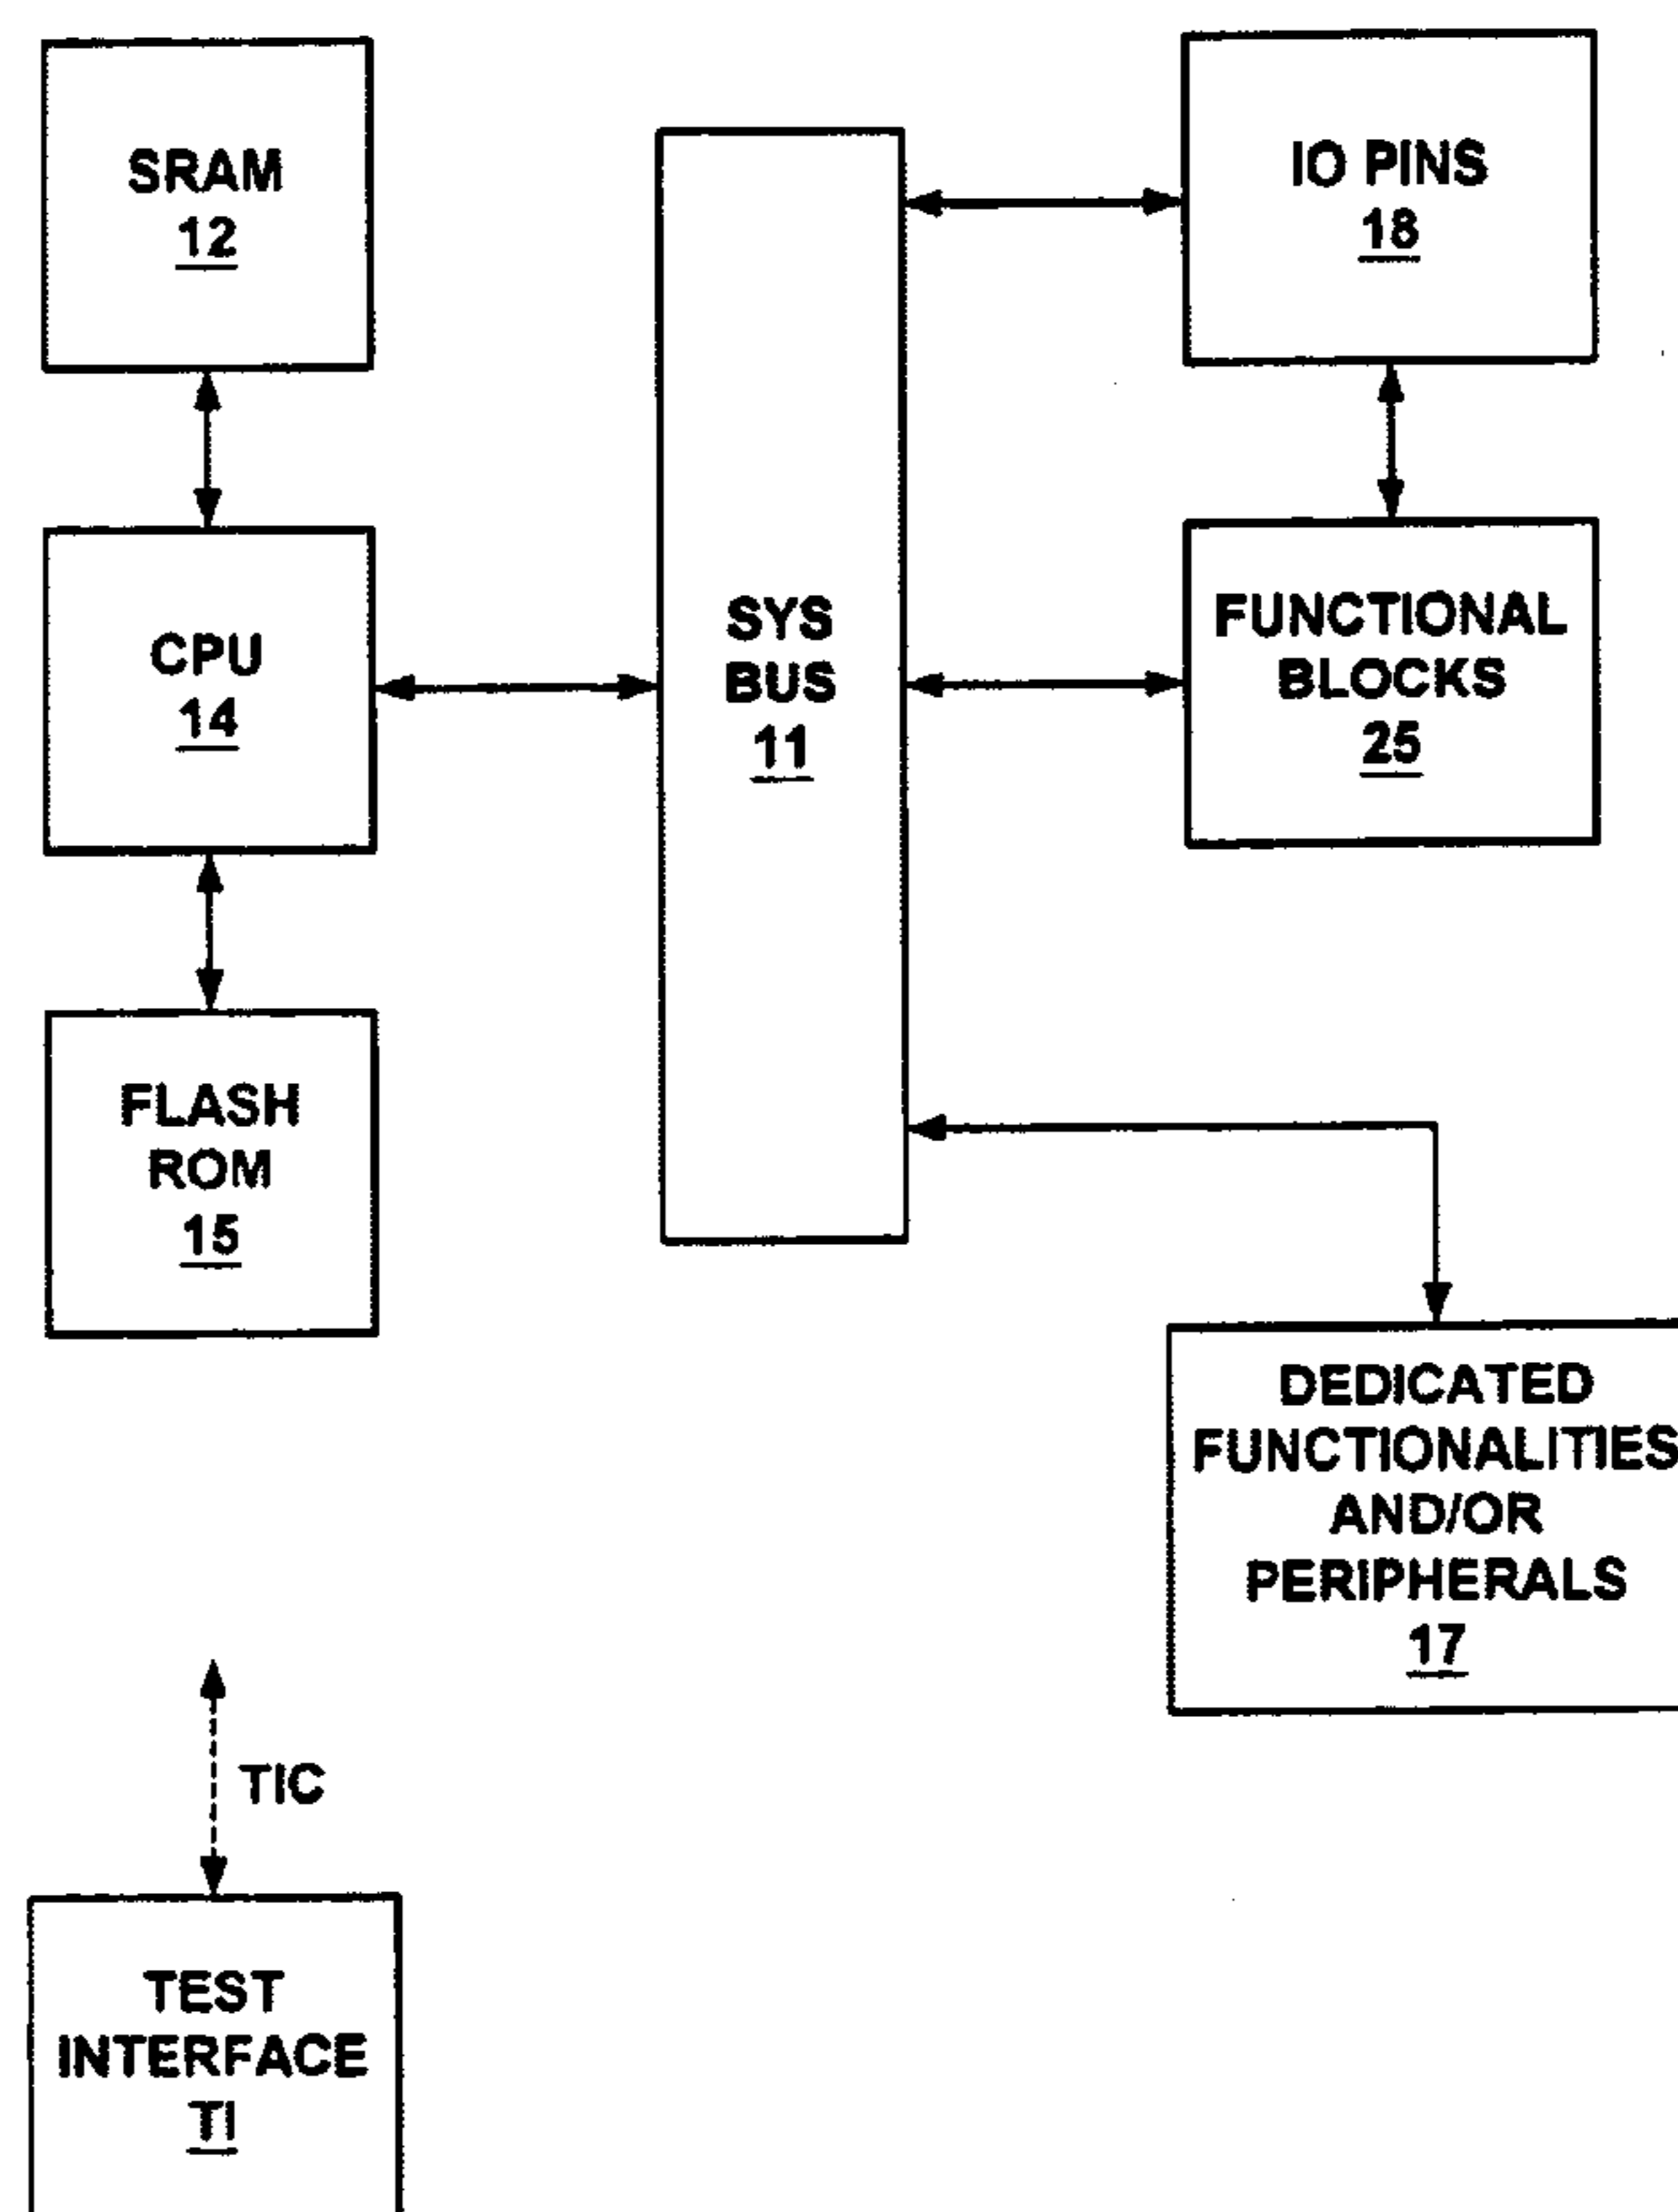 SRAM
12
IO PINS
18
CPU
14
SYS
BUS
11
FUNCTIONAL
BLOCKS
25
FLASH
ROM
15
DEDICATED
FUNCTIONALITIES
AND/OR
PERIPHERALS
17
TIC
TEST
INTERFACE
TI